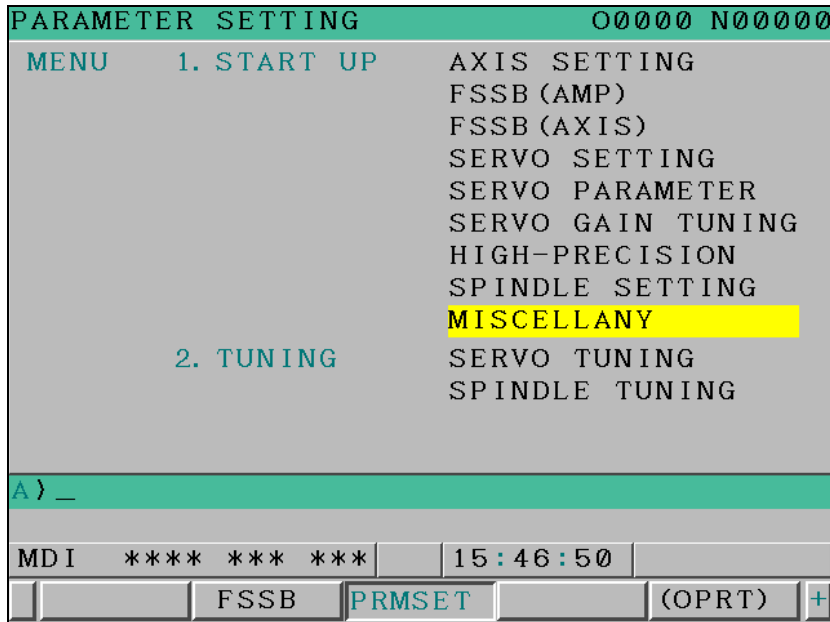 PARAMETER SETTING O0000 N00000
MENU 1. START UP AXIS SETTING
FSSB(AMP)
FSSB(AXIS)
SERVO SETTING
SERVO PARAMETER
SERVO GAIN TUNING
HIGH-PRECISION
SPINDLE SETTING
MISCELLANY
2. TUNING SERVO TUNING
SPINDLE TUNING
A)_
MDI **** *** *** 15:46:50
FSSB PRMSET (OPRT) +